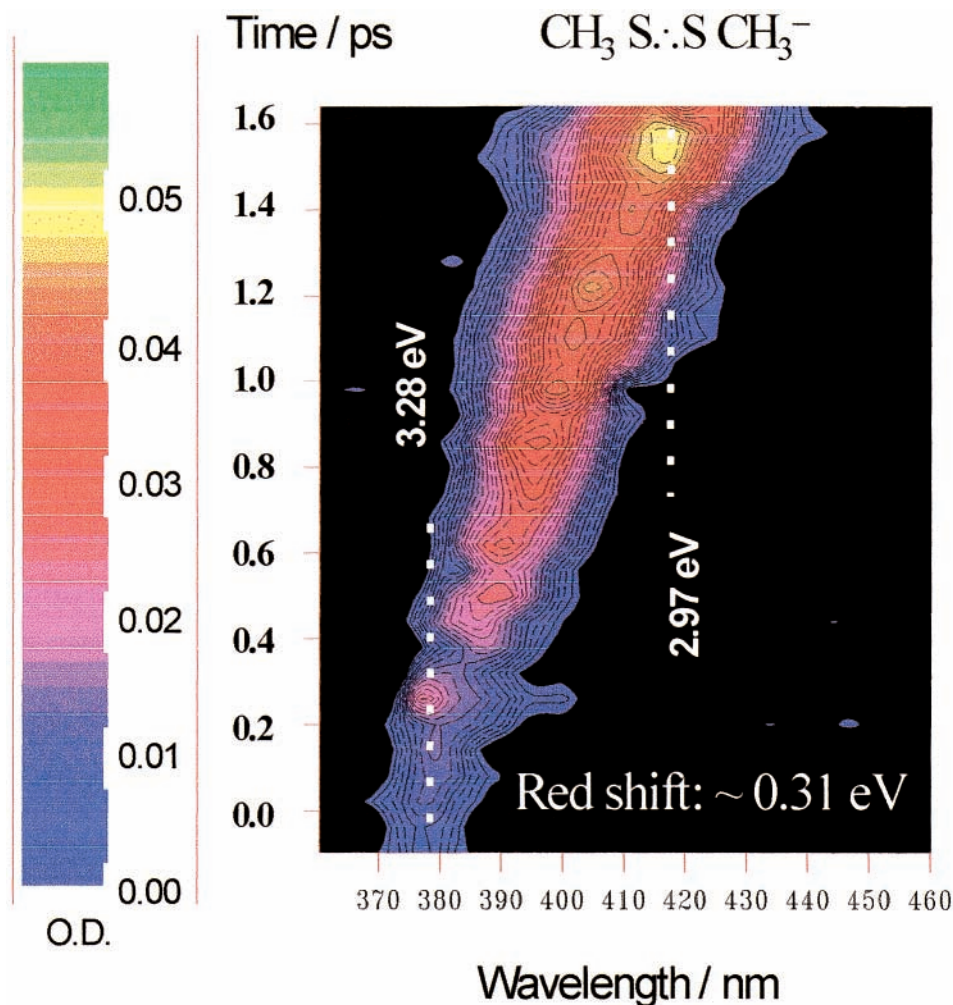 Time / ps
CH₃ S∴S CH₃⁻
0.05
0.04
0.03
0.02
0.01
0.00
O.D.
1.6
1.4
1.2
1.0
0.8
0.6
0.4
0.2
0.0
3.28 eV
2.97 eV
Red shift: ~ 0.31 eV
370 380 390 400 410 420 430 440 450 460
Wavelength / nm